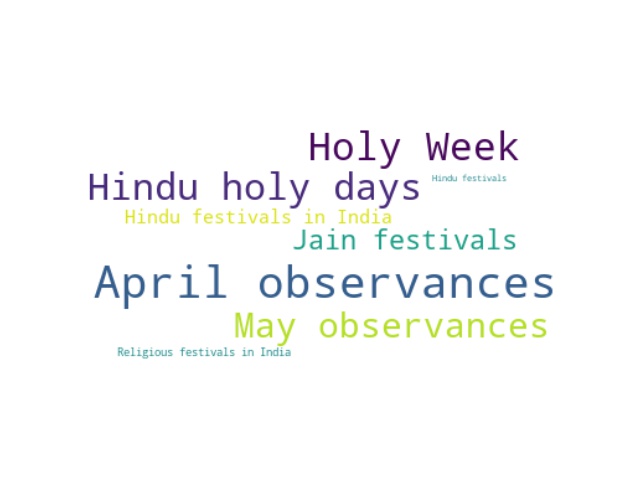 Holy Week
Hindu holy days
Hindu festivals
Hindu festivals in India
Jain festivals
April observances
May observances
Religious festivals in India